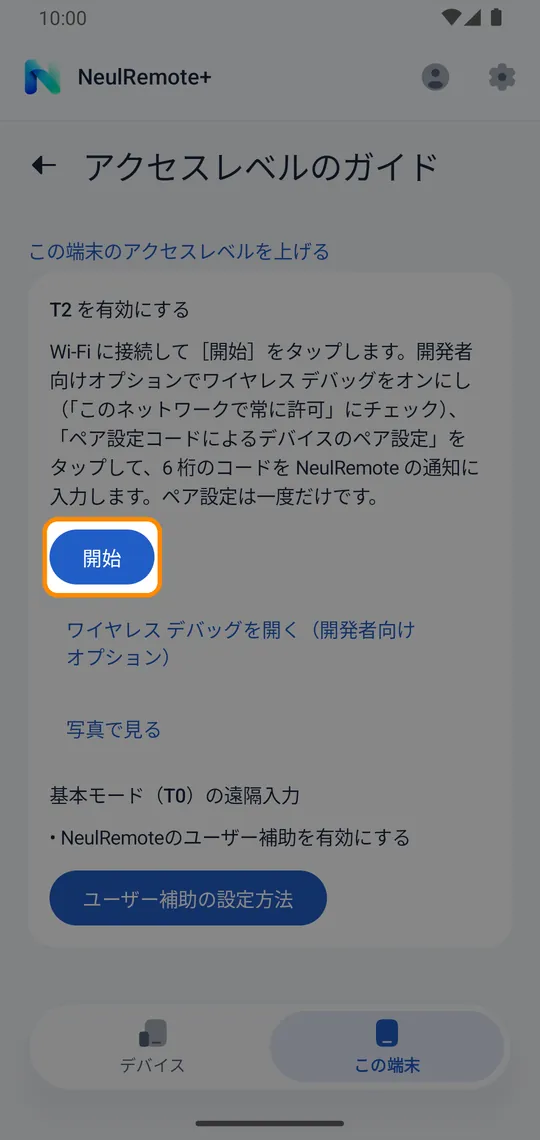 10:00
NeulRemote+
アクセスレベルのガイド
この端末のアクセスレベルを上げる
T2 を有効にする
Wi-Fi に接続して［開始］をタップします。開発者
向けオプションでワイヤレス デバッグをオンにし
（「このネットワークで常に許可」にチェック）、
「ペア設定コードによるデバイスのペア設定」を
タップして、6 桁のコードを NeulRemote の通知に
入力します。ペア設定は一度だけです。
開始
ワイヤレス デバッグを開く（開発者向け
オプション）
写真で見る
基本モード（T0）の遠隔入力
• NeulRemoteのユーザー補助を有効にする
ユーザー補助の設定方法
デバイス
この端末